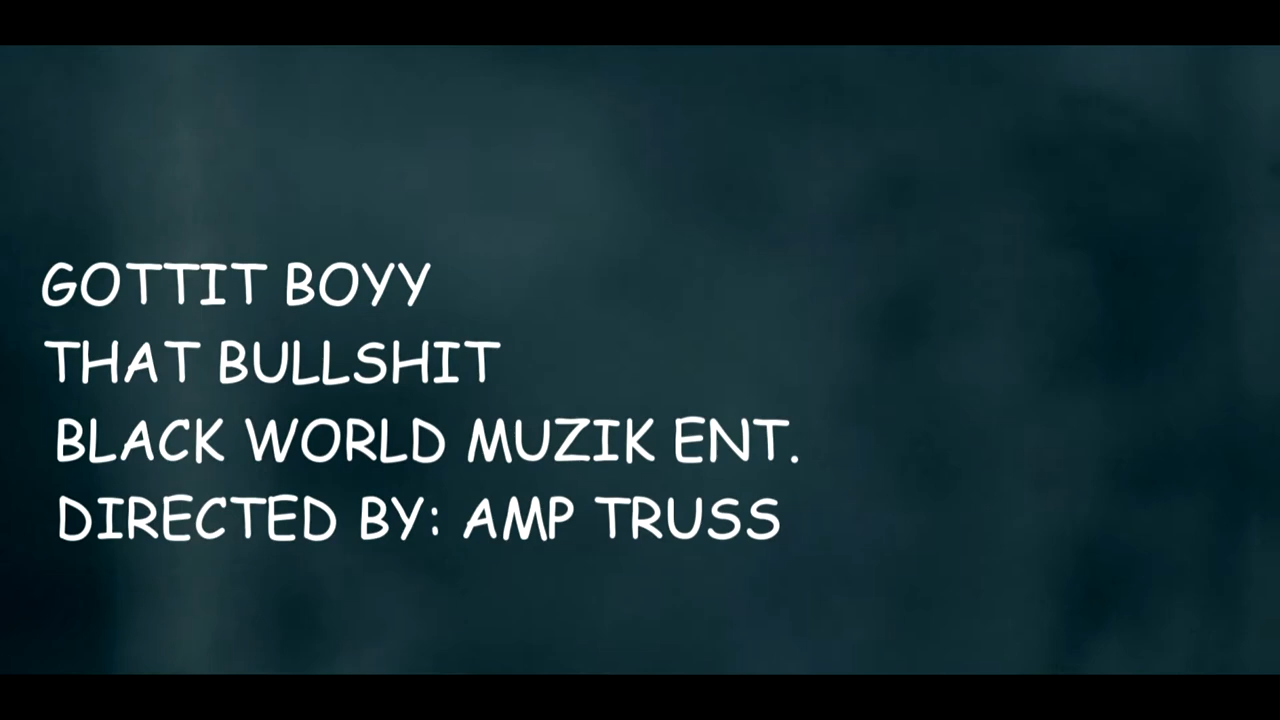 GOTTIT BOYY
THAT BULLSHIT
BLACK WORLD MUZIK ENT.
DIRECTED BY: AMP TRUSS